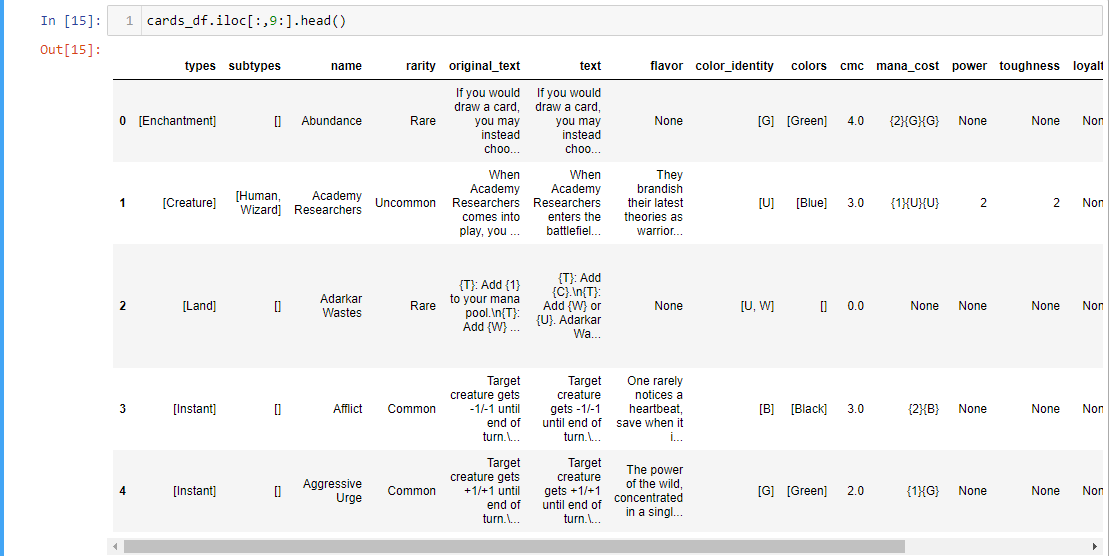 In [15]: 1 cards_df.iloc[:,9:].head()
Out[15]:
types subtypes name rarity original_text text flavor color_identity colors cmc mana_cost power toughness loyalt
0 [Enchantment] [] Abundance Rare If you would draw a card, you may instead choo... If you would draw a card, you may instead choo... None [G] [Green] 4.0 {2}{G}{G} None None Non
1 [Creature] [Human, Wizard] Academy Researchers Uncommon When Academy Researchers comes into play, you ... When Academy Researchers enters the battlefiel... They brandish their latest theories as warrior... [U] [Blue] 3.0 {1}{U}{U} 2 2 Non
2 [Land] [] Adarkar Wastes Rare {T}: Add {1} to your mana pool.\n{T}: Add {W} ... {T}: Add {C}.\n{T}: Add {W} or {U}. Adarkar Wa... None [U, W] [] 0.0 None None None Non
3 [Instant] [] Afflict Common Target creature gets -1/-1 until end of turn.\... Target creature gets -1/-1 until end of turn.\... One rarely notices a heartbeat, save when it i... [B] [Black] 3.0 {2}{B} None None Non
4 [Instant] [] Aggressive Urge Common Target creature gets +1/+1 until end of turn.\... Target creature gets +1/+1 until end of turn.\... The power of the wild, concentrated in a singl... [G] [Green] 2.0 {1}{G} None None Non